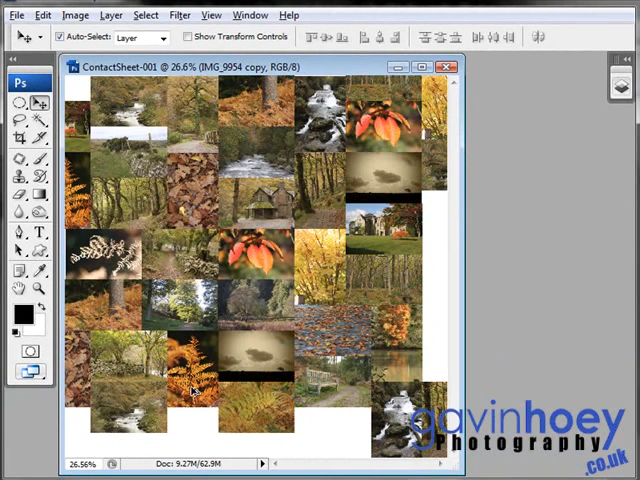 File Edit Image Layer Select Filter View Window Help
Auto-Select: Layer Show Transform Controls
ContactSheet-001 @ 26.6% (IMG_9954 copy, RGB/8)
Ps
T
26.56% Doc: 9.27M/62.9M
gavinhoey
Photography
.co.uk